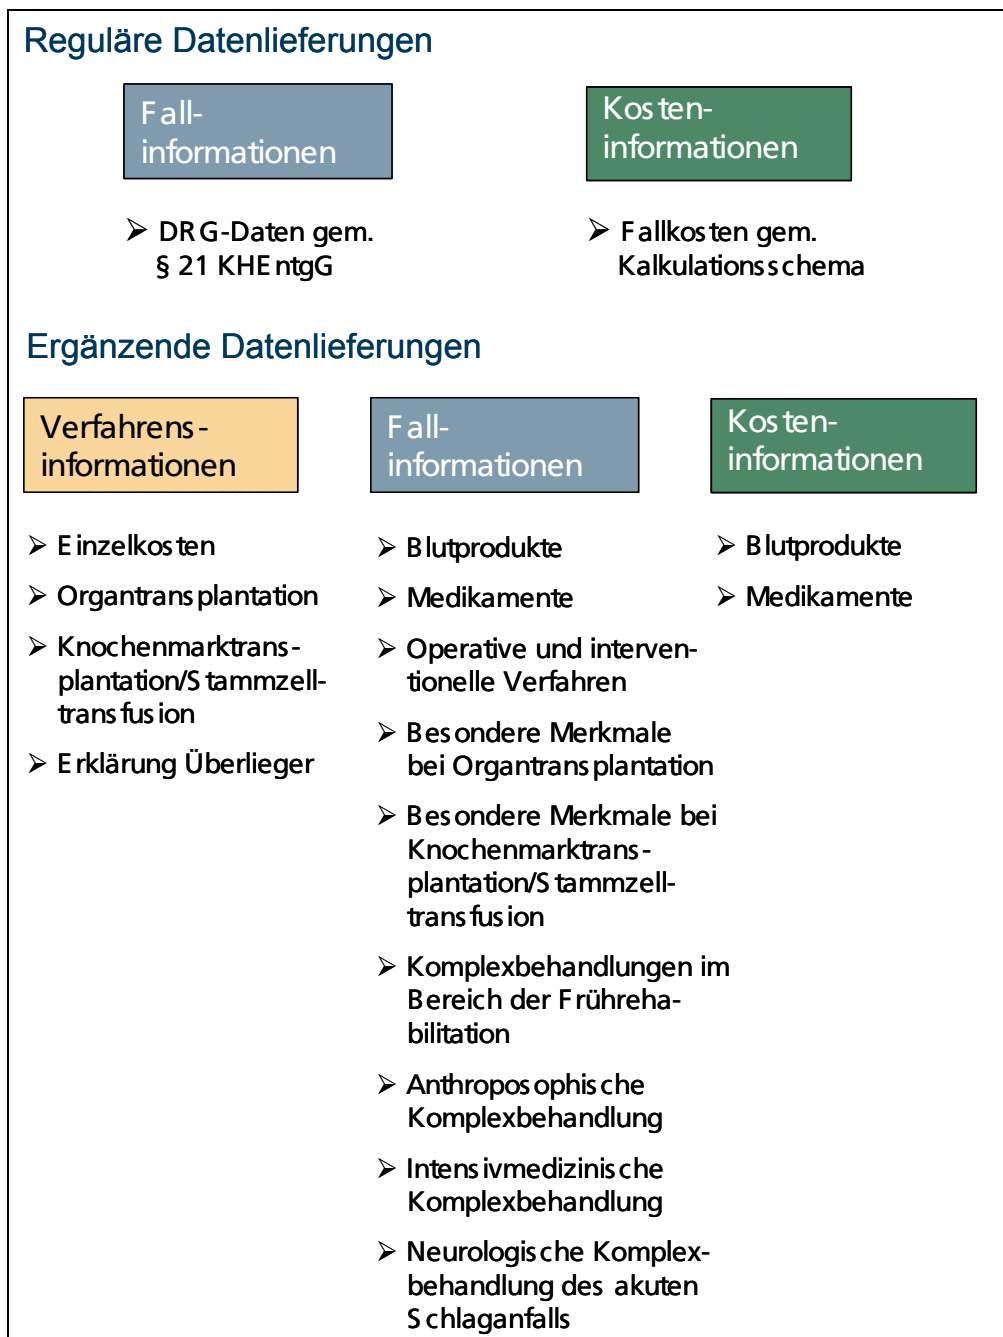 Reguläre Datenlieferungen
Fall-
informationen
➢ DRG-Daten gem.
§ 21 KHEntgG
Kosten-
informationen
➢ Fallkosten gem.
Kalkulationsschema
Ergänzende Datenlieferungen
Verfahrens-
informationen
➢ Einzelkosten
➢ Organtransplantation
➢ Knochenmarktrans-
plantation/Stammzell-
transfusion
➢ Erklärung Überlieger
Fall-
informationen
➢ Blutprodukte
➢ Medikamente
➢ Operative und interven-
tionelle Verfahren
➢ Besondere Merkmale
bei Organtransplantation
➢ Besondere Merkmale bei
Knochenmarktrans-
plantation/Stammzell-
transfusion
➢ Komplexbehandlungen im
Bereich der Frühreha-
bilitation
➢ Anthroposophische
Komplexbehandlung
➢ Intensivmedizinische
Komplexbehandlung
➢ Neurologische Komplex-
behandlung des akuten
Schlaganfalls
Kosten-
informationen
➢ Blutprodukte
➢ Medikamente